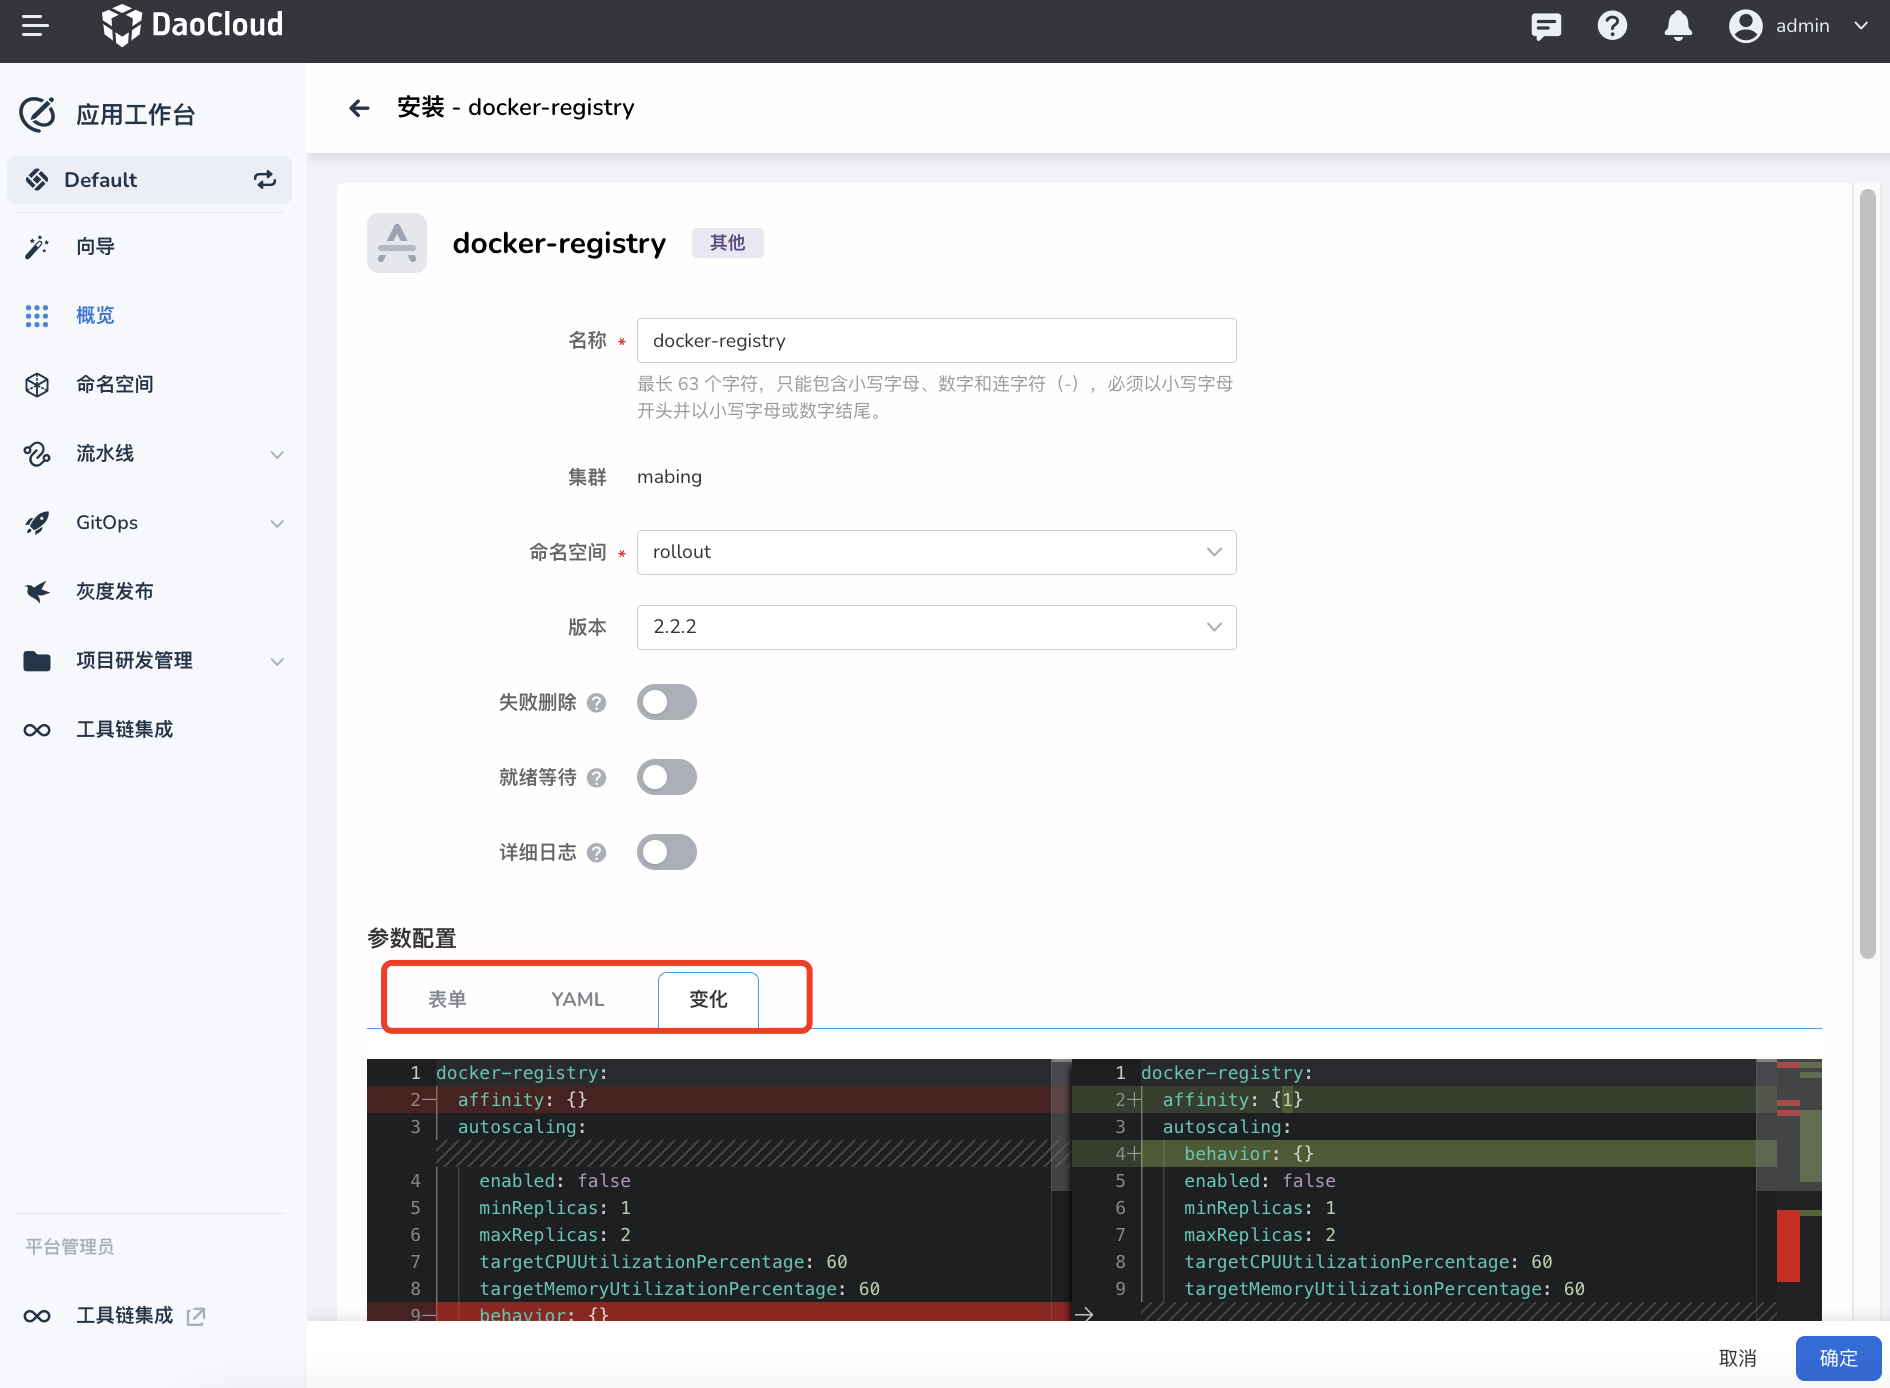 DaoCloud
admin
应用工作台
Default
向导
概览
命名空间
流水线
GitOps
灰度发布
项目研发管理
工具链集成
平台管理员
工具链集成
安装 - docker-registry
docker-registry
其他
名称 *
docker-registry
最长 63 个字符，只能包含小写字母、数字和连字符（-），必须以小写字母
开头并以小写字母或数字结尾。
集群
mabing
命名空间 *
rollout
版本
2.2.2
失败删除
就绪等待
详细日志
参数配置
表单
YAML
变化
1 docker-registry:
2— affinity: {}
3 autoscaling:
4 enabled: false
5 minReplicas: 1
6 maxReplicas: 2
7 targetCPUUtilizationPercentage: 60
8 targetMemoryUtilizationPercentage: 60
9— behavior: {}
1 docker-registry:
2+ affinity: {1}
3 autoscaling:
4+ behavior: {}
5 enabled: false
6 minReplicas: 1
7 maxReplicas: 2
8 targetCPUUtilizationPercentage: 60
9 targetMemoryUtilizationPercentage: 60
取消
确定